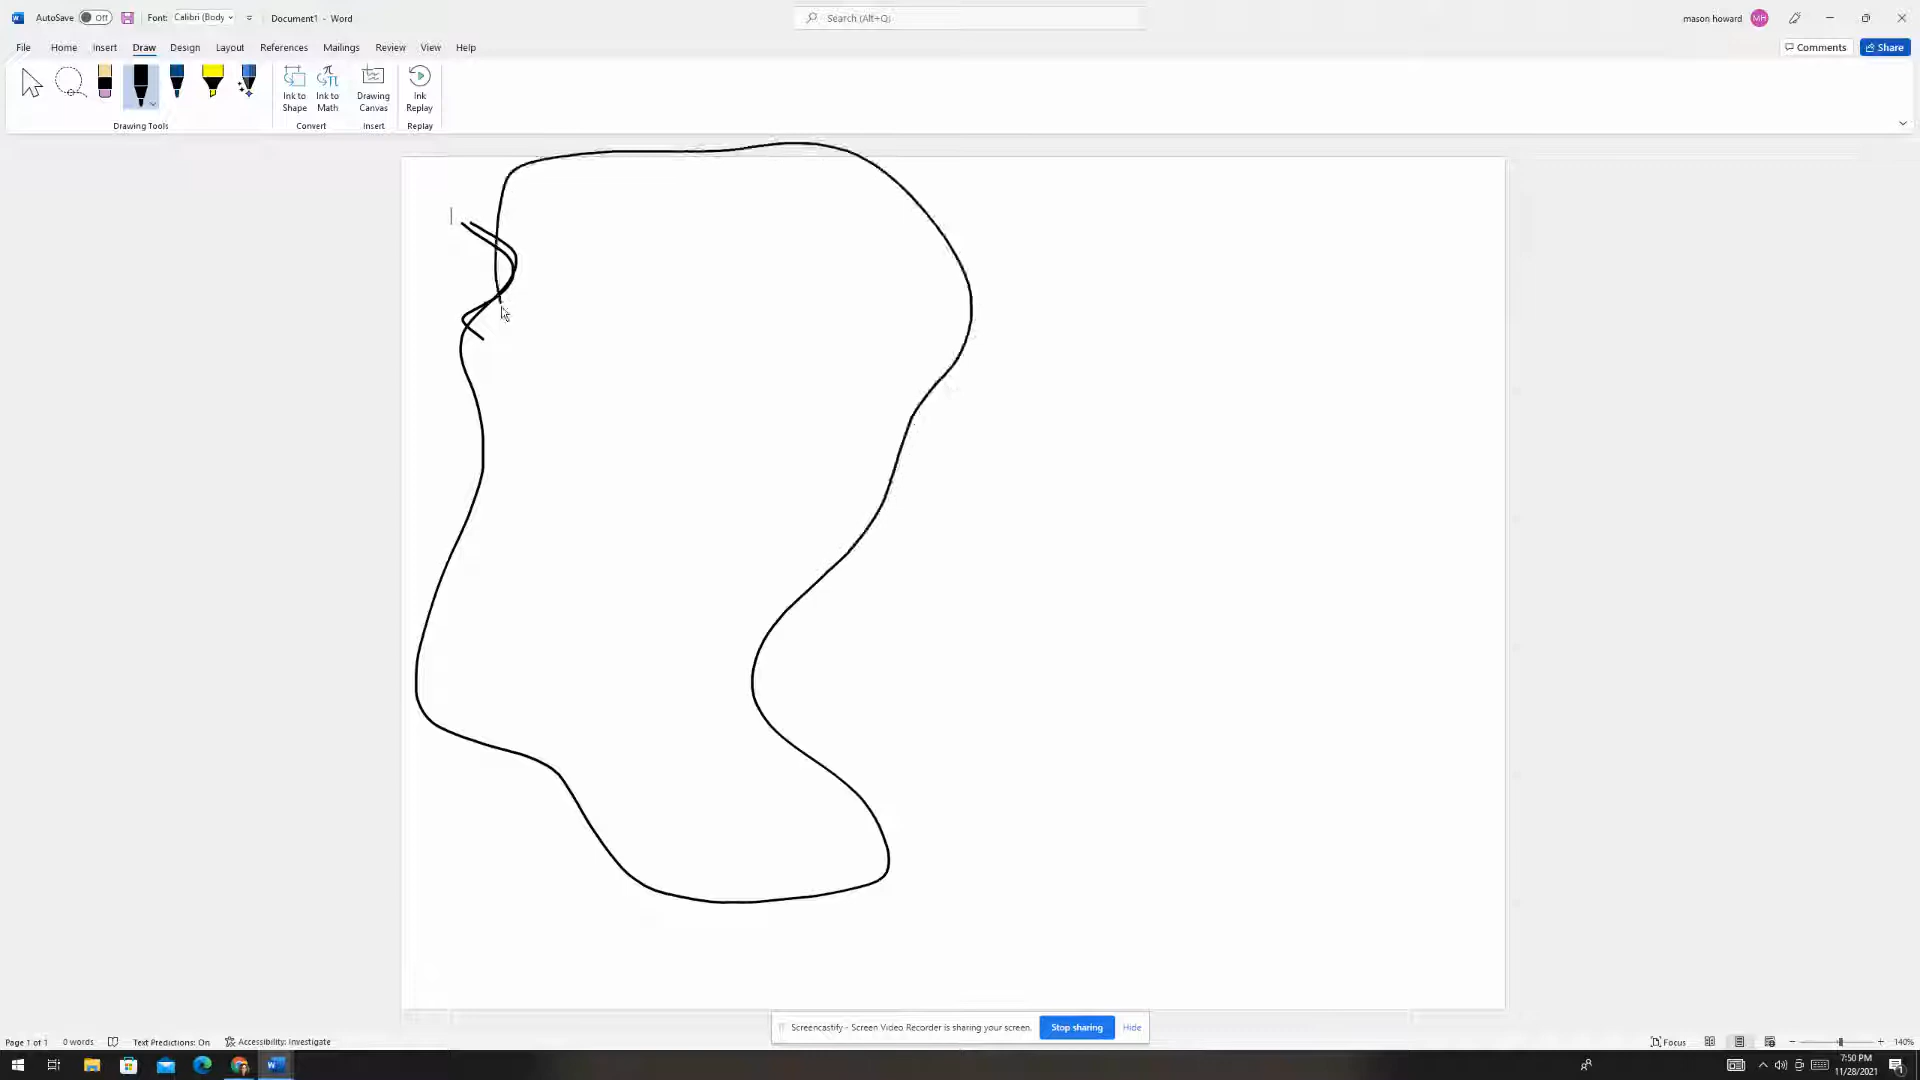 AutoSave Off Font: Calibri (Body Document1 - Word Search (Alt+Q) mason howard MH
File Home Insert Draw Design Layout References Mailings Review View Help Comments Share
Ink to Shape
Ink to Math
Drawing Canvas
Ink Replay
Drawing Tools Convert Insert Replay
Screencastify - Screen Video Recorder is sharing your screen. Stop sharing Hide
Page 1 of 1 0 words Text Predictions: On Accessibility: Investigate Focus 140%
7:50 PM
11/28/2021